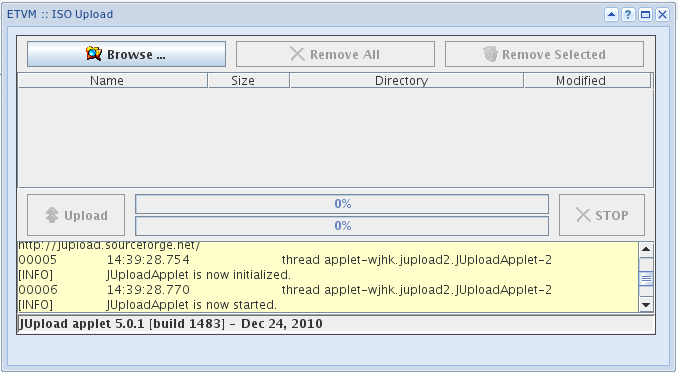 ETVM :: ISO Upload
Browse ... Remove All Remove Selected
Name Size Directory Modified
Upload 0% STOP
0%
http://jupload.sourceforge.net/
00005 14:39:28.754 thread applet-wjhk.jupload2.JUploadApplet-2
[INFO] JUploadApplet is now initialized.
00006 14:39:28.770 thread applet-wjhk.jupload2.JUploadApplet-2
[INFO] JUploadApplet is now started.
JUpload applet 5.0.1 [build 1483] - Dec 24, 2010